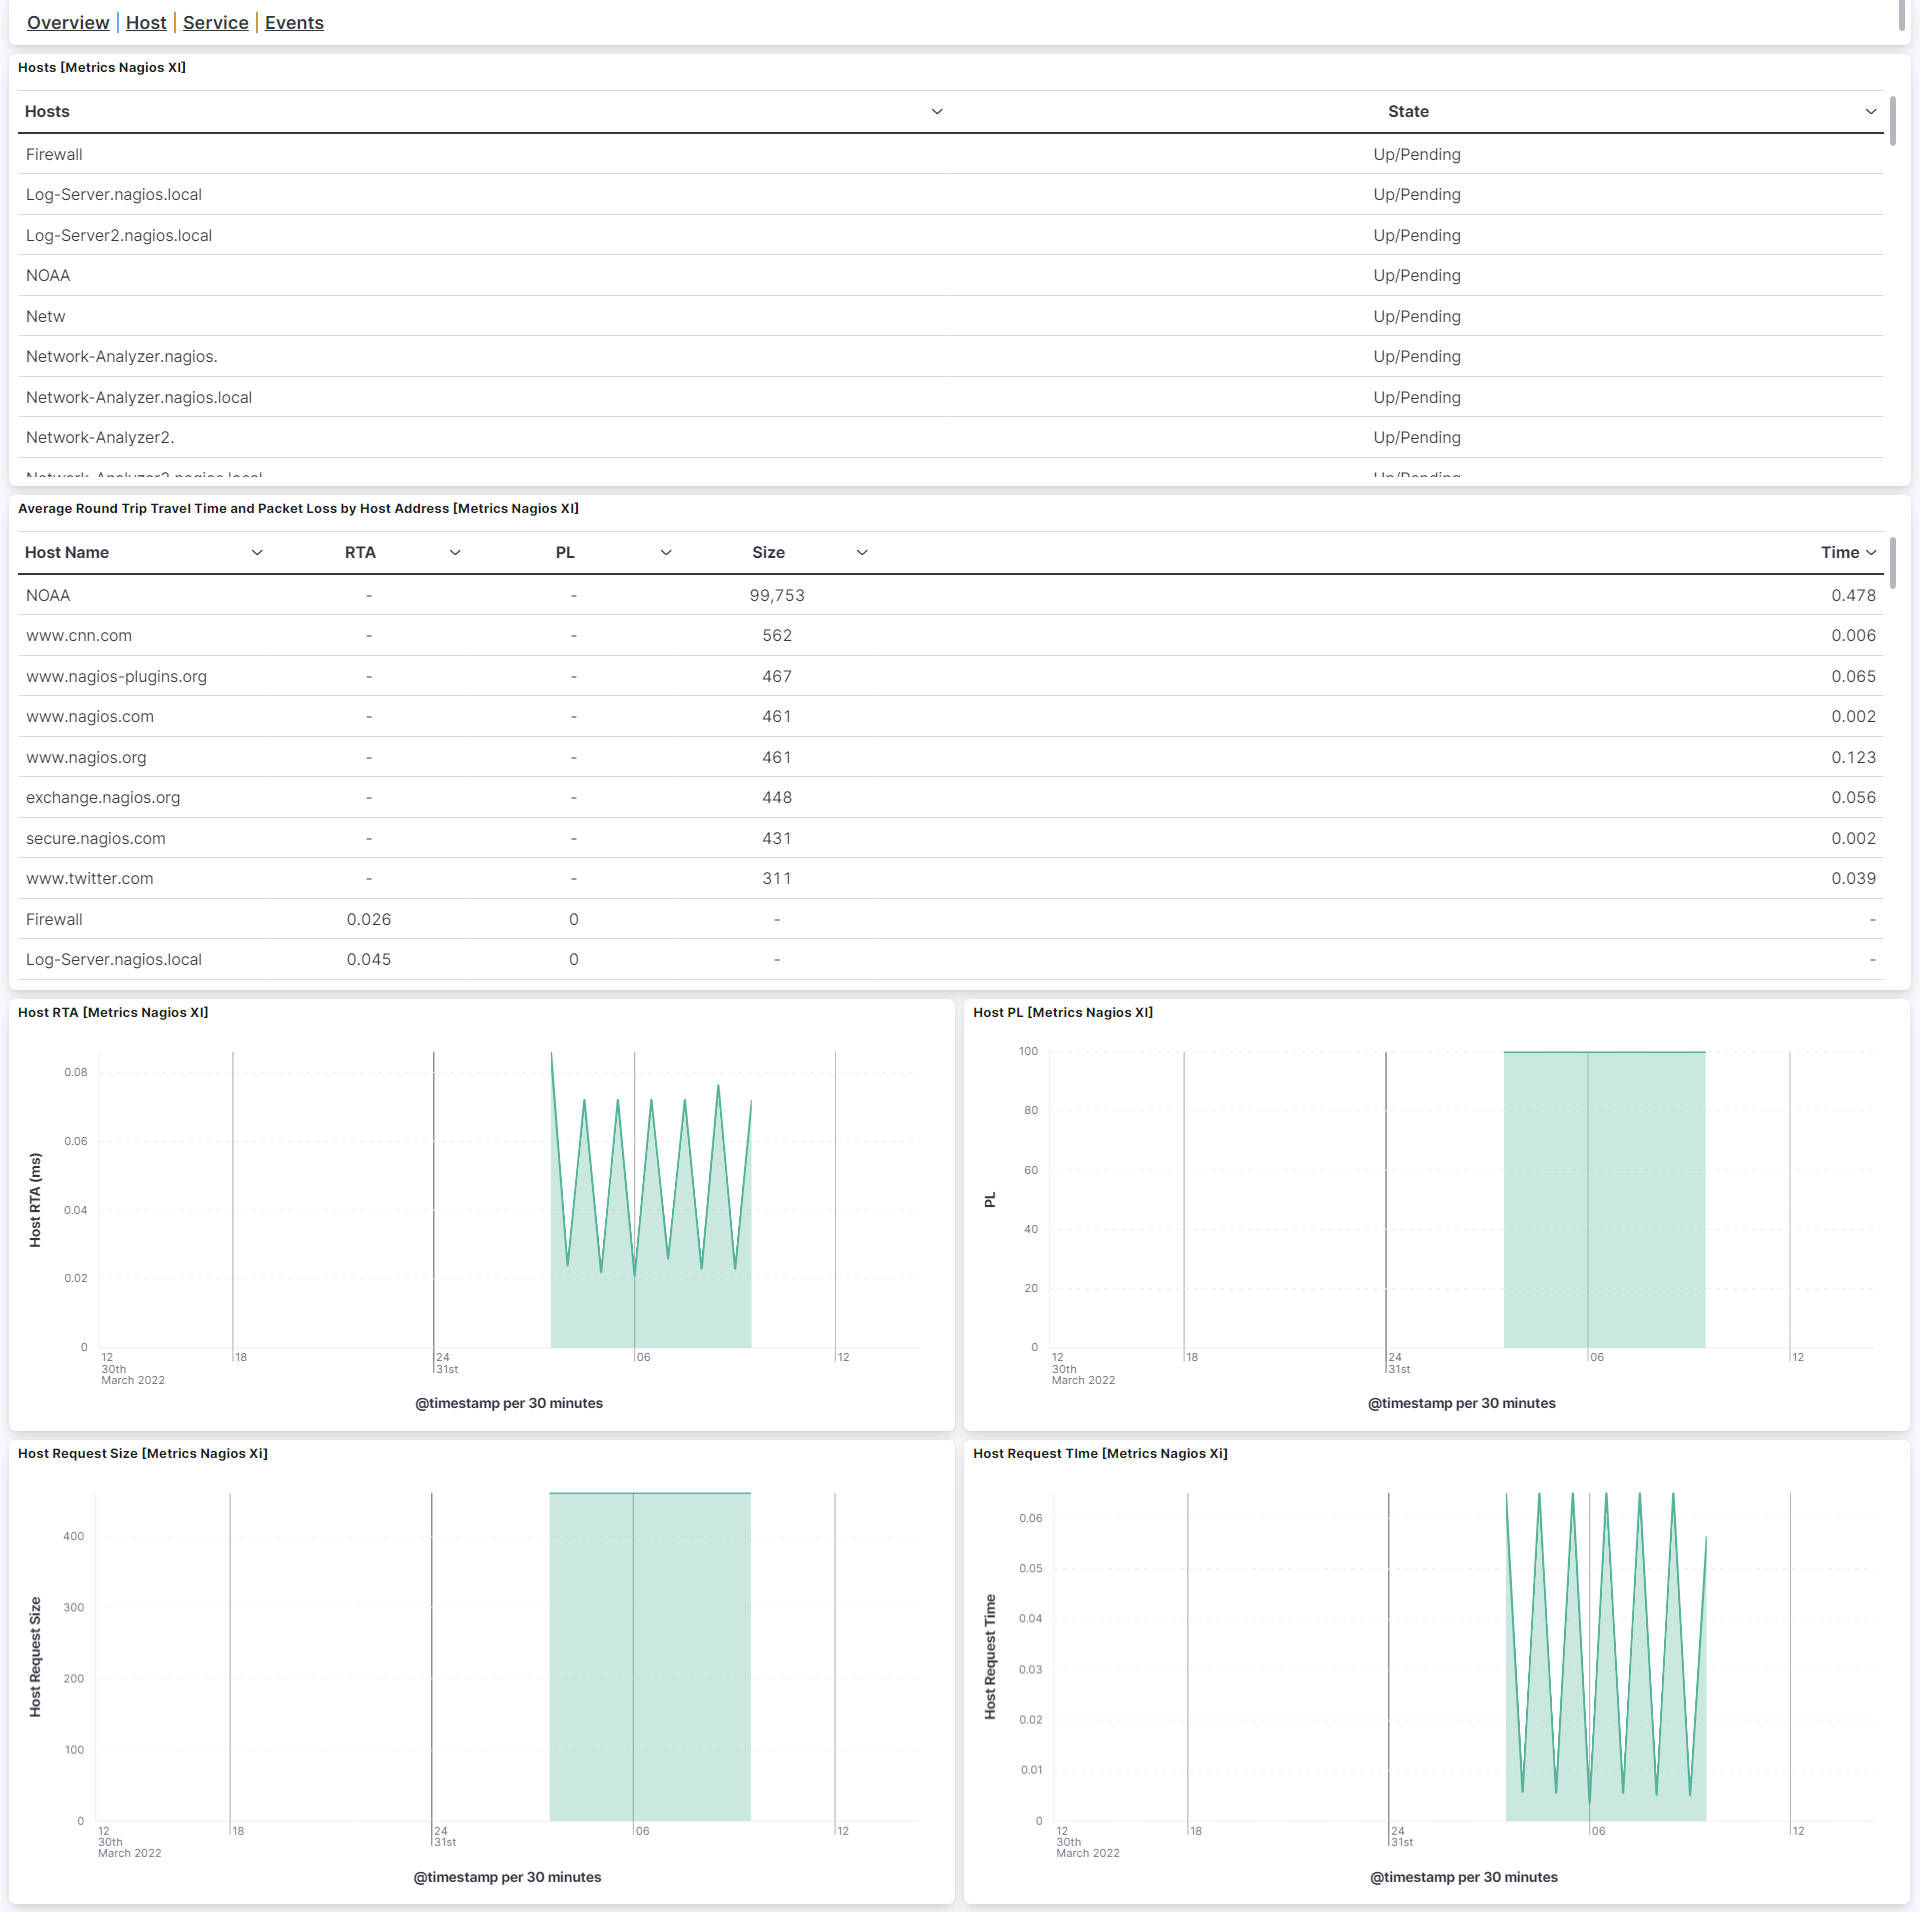 Overview | Host | Service | Events
Hosts [Metrics Nagios XI]
Hosts State
Firewall Up/Pending
Log-Server.nagios.local Up/Pending
Log-Server2.nagios.local Up/Pending
NOAA Up/Pending
Netw Up/Pending
Network-Analyzer.nagios. Up/Pending
Network-Analyzer.nagios.local Up/Pending
Network-Analyzer2. Up/Pending
Average Round Trip Travel Time and Packet Loss by Host Address [Metrics Nagios XI]
Host Name RTA PL Size Time
NOAA - - 99,753 0.478
www.cnn.com - - 562 0.006
www.nagios-plugins.org - - 467 0.065
www.nagios.com - - 461 0.002
www.nagios.org - - 461 0.123
exchange.nagios.org - - 448 0.056
secure.nagios.com - - 431 0.002
www.twitter.com - - 311 0.039
Firewall 0.026 0 - -
Log-Server.nagios.local 0.045 0 - -
Host RTA [Metrics Nagios XI]
Host RTA (ms)
0.08
0.06
0.04
0.02
0
12 18 24 06 12
30th 31st
March 2022
@timestamp per 30 minutes
Host PL [Metrics Nagios XI]
PL
100
80
60
40
20
0
12 18 24 06 12
30th 31st
March 2022
@timestamp per 30 minutes
Host Request Size [Metrics Nagios Xi]
Host Request Size
400
300
200
100
0
12 18 24 06 12
30th 31st
March 2022
@timestamp per 30 minutes
Host Request TIme [Metrics Nagios Xi]
Host Request Time
0.06
0.05
0.04
0.03
0.02
0.01
0
12 18 24 06 12
30th 31st
March 2022
@timestamp per 30 minutes